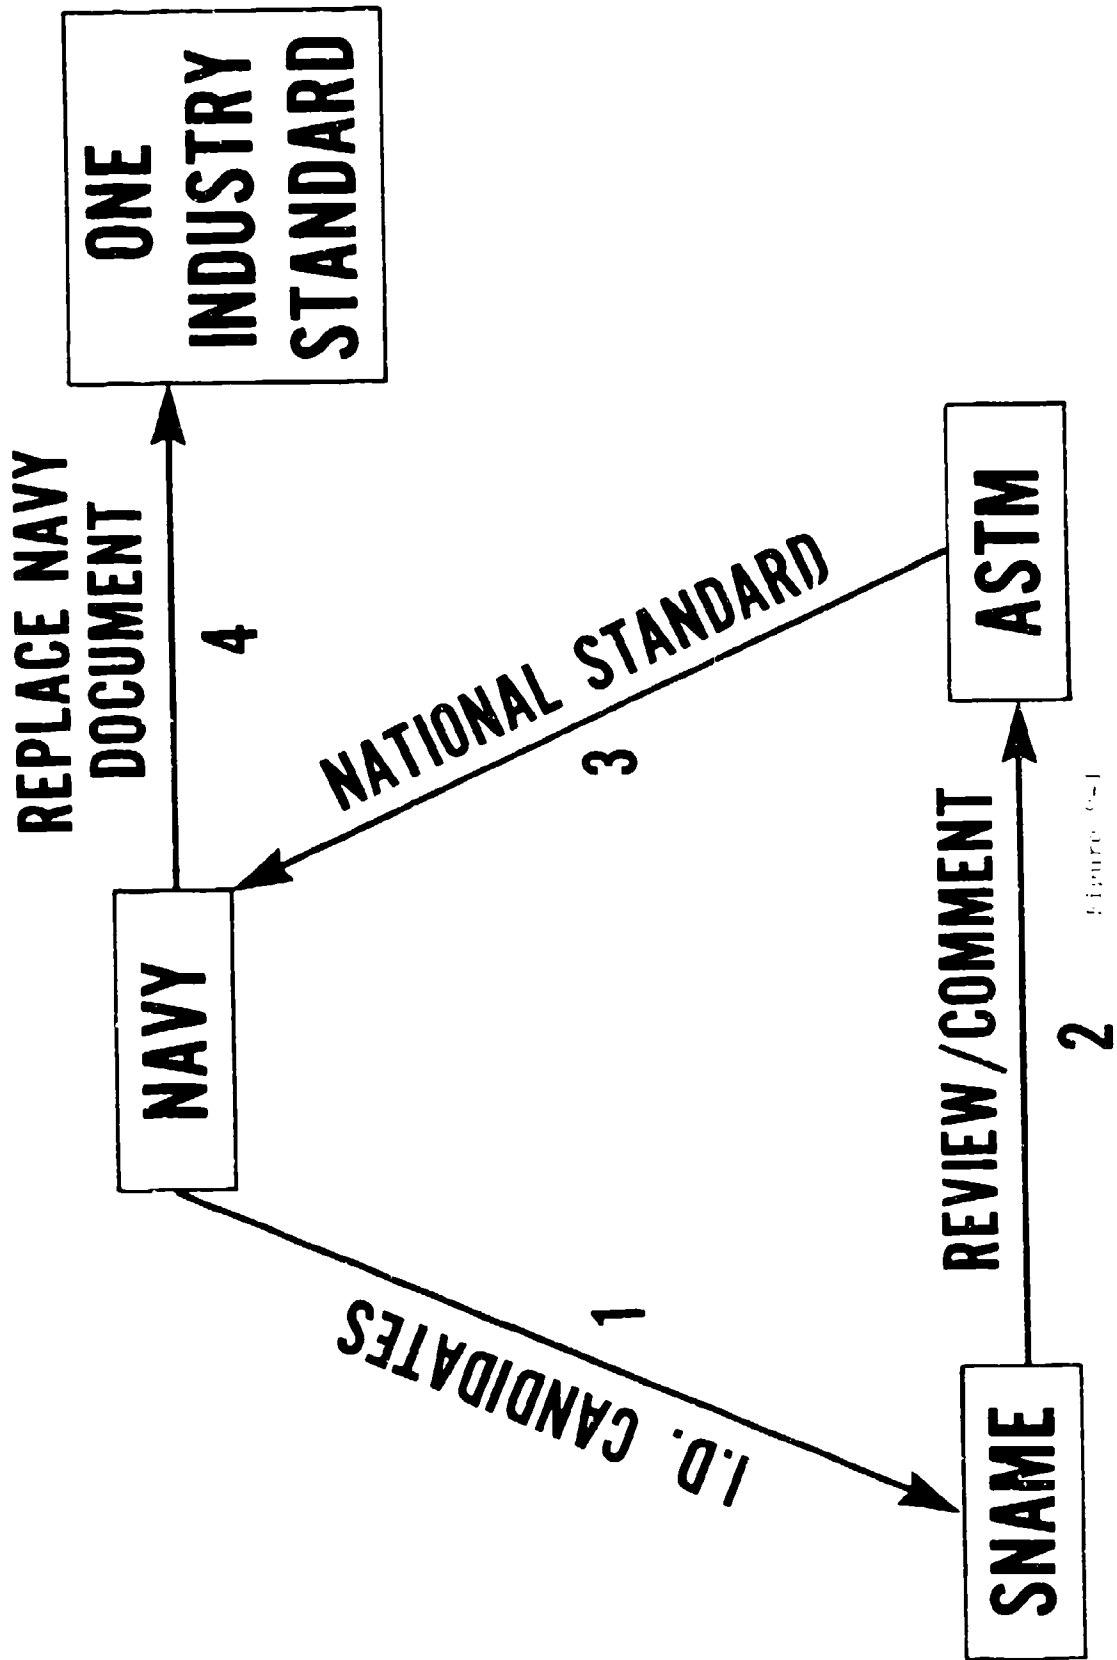 REPLACE NAVY
DOCUMENT
4
ONE
INDUSTRY
STANDARD
NAVY
I.D. CANDIDATES
1
NATIONAL STANDARD
3
REVIEW/COMMENT
2
SNAME
ASTM